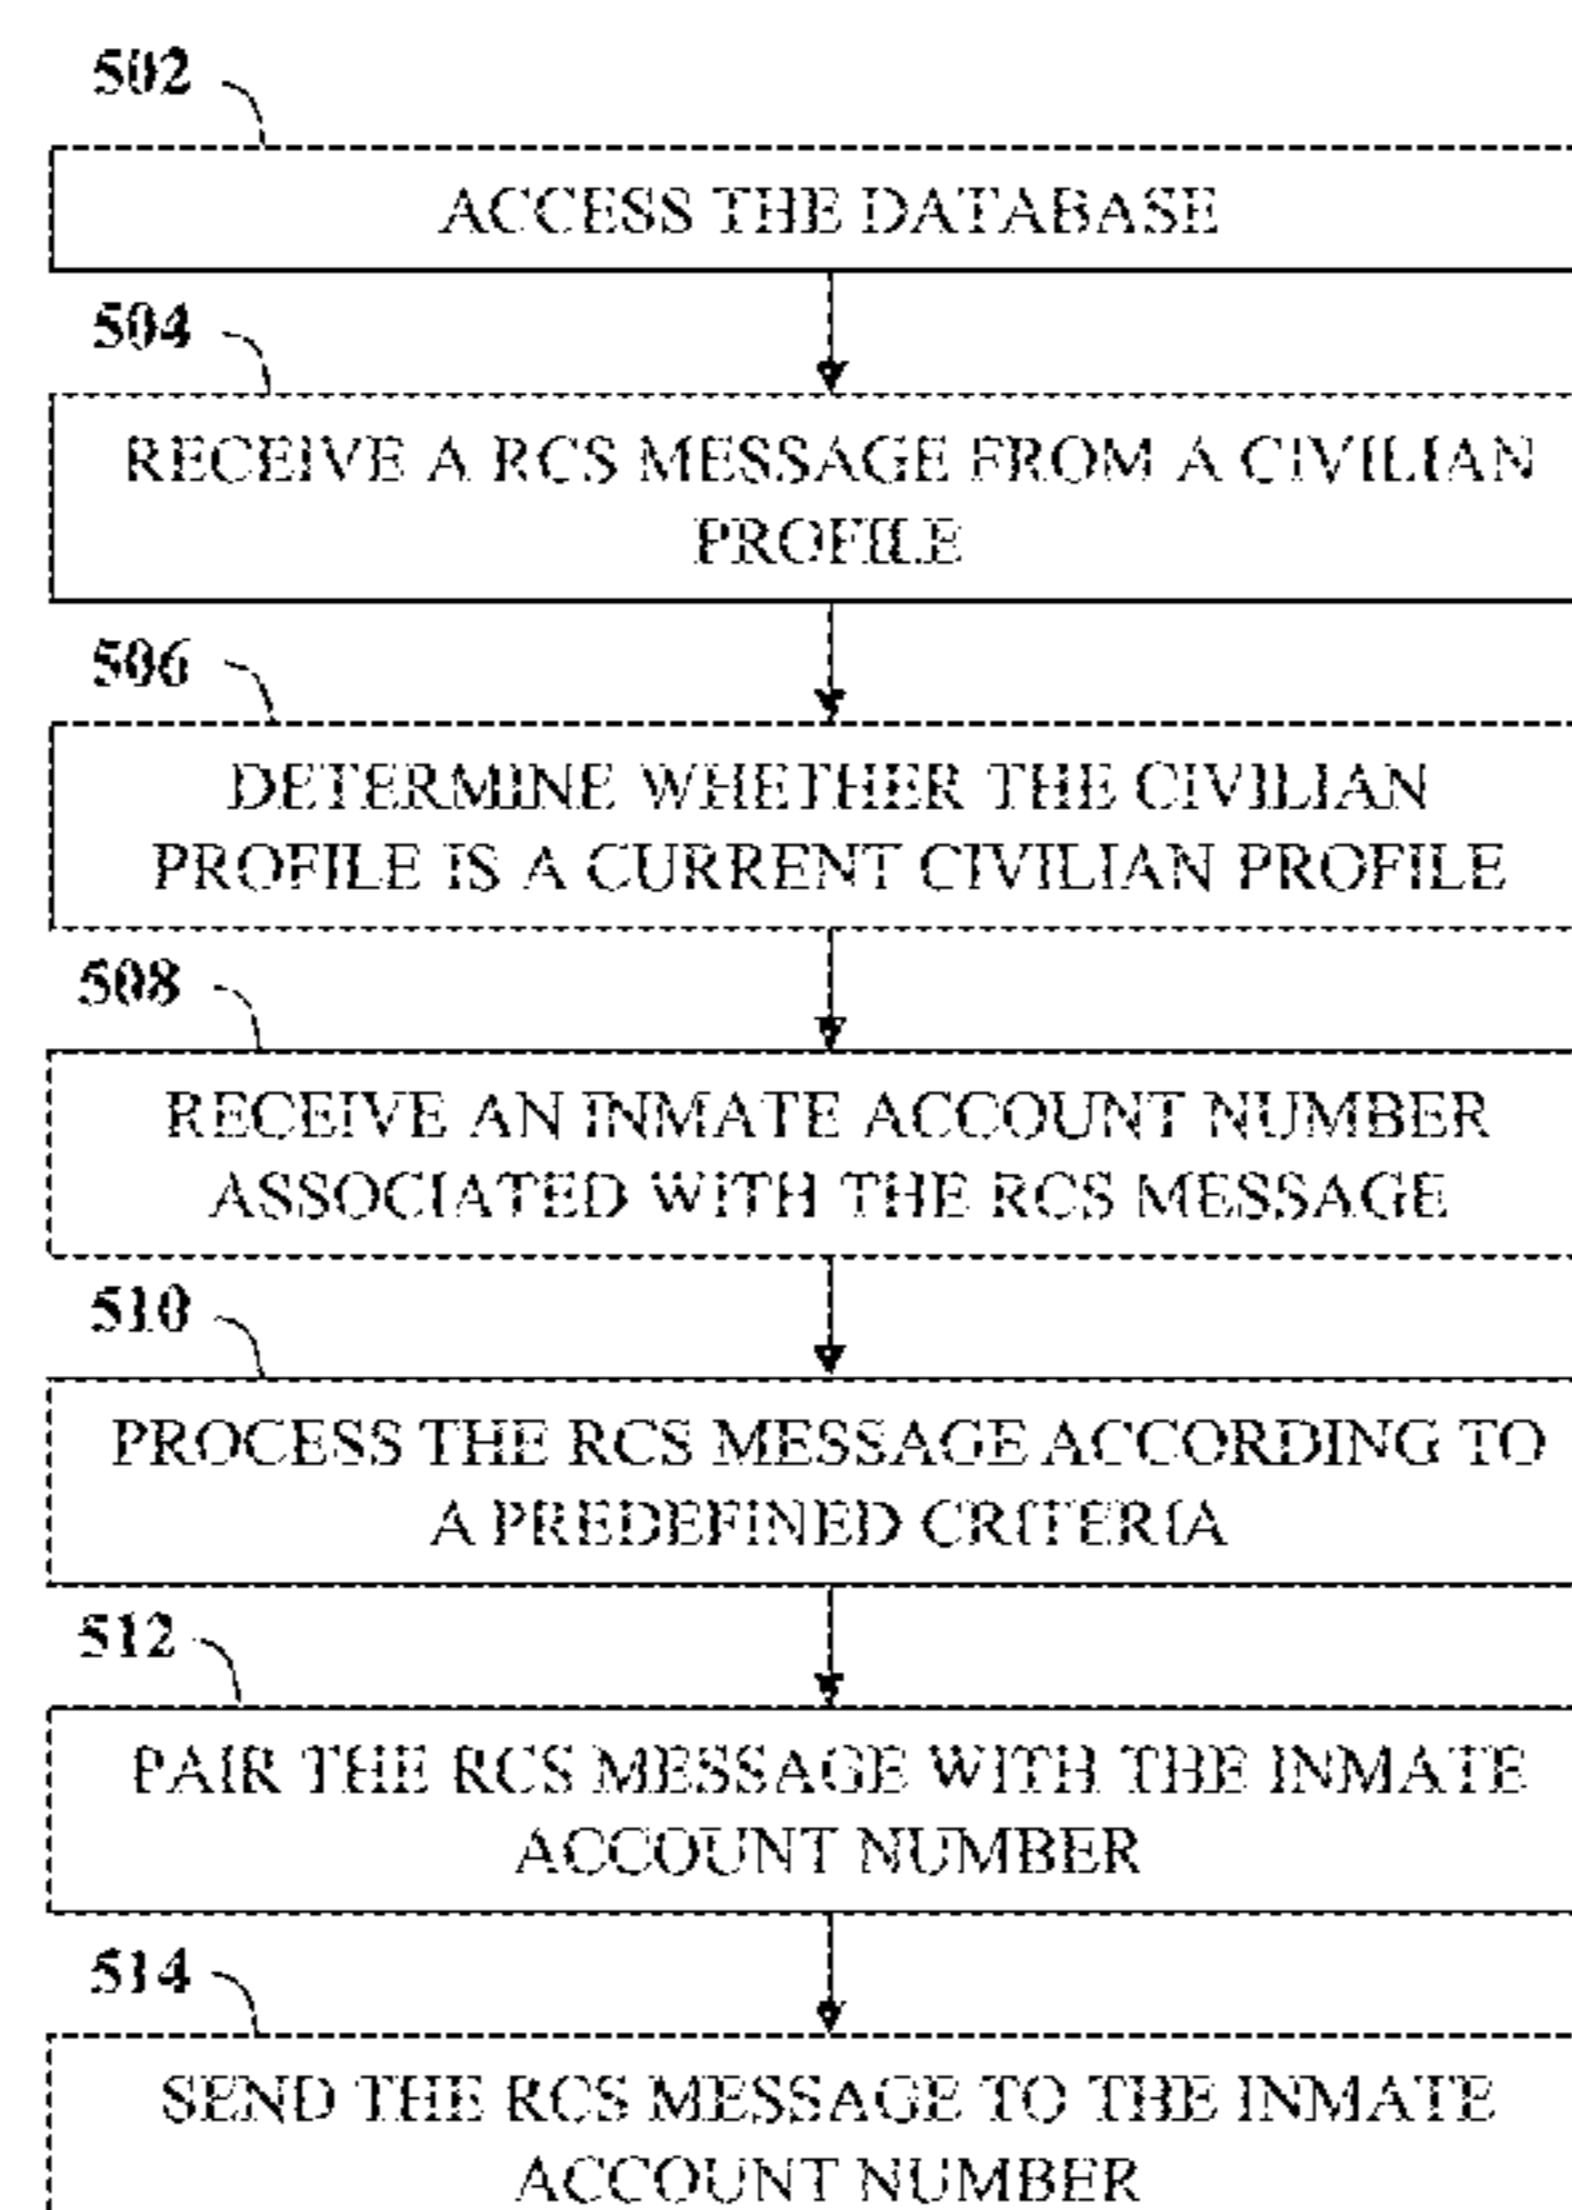 502
ACCESS THE DATABASE
504
RECEIVE A RCS MESSAGE FROM A CIVILIAN
PROFILE
506
DETERMINE WHETHER THE CIVILIAN
PROFILE IS A CURRENT CIVILIAN PROFILE
508
RECEIVE AN INMATE ACCOUNT NUMBER
ASSOCIATED WITH THE RCS MESSAGE
510
PROCESS THE RCS MESSAGE ACCORDING TO
A PREDEFINED CRITERIA
512
PAIR THE RCS MESSAGE WITH THE INMATE
ACCOUNT NUMBER
514
SEND THE RCS MESSAGE TO THE INMATE
ACCOUNT NUMBER